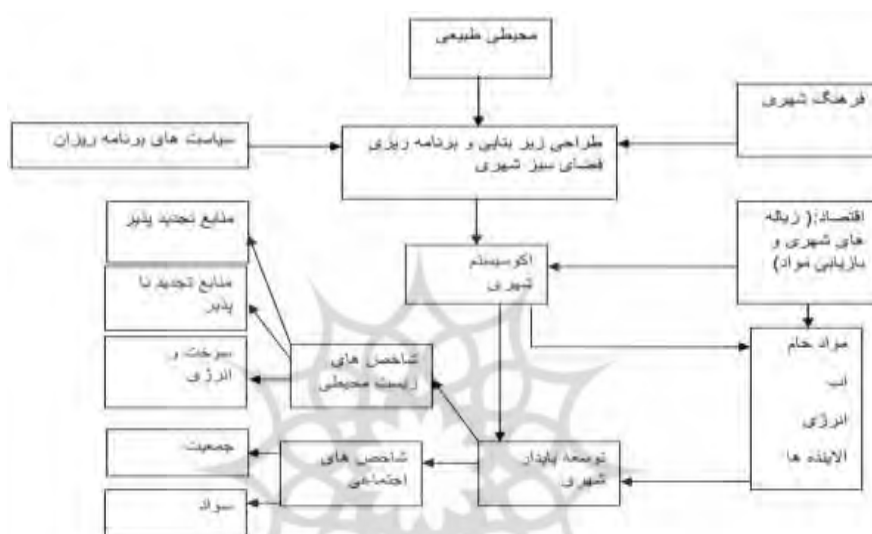 محیطی طبیعی
فرهنگ شهری
سیاست های برنامه ریزان
طراحی زیر بنایی و برنامه ریزی
فضای سبز شهری
منابع تجدید پذیر
اقتصاد:( زباله
های شهری و
بازیابی مواد)
اکوسیستم
شهری
منابع تجدید نا
پذیر
مواد خام
اب
انرژی
الاینده ها
سوخت و
انرژی
شاخص های
زیست محیطی
جمعیت
شاخص های
اجتماعی
توسعه پایدار
شهری
سواد